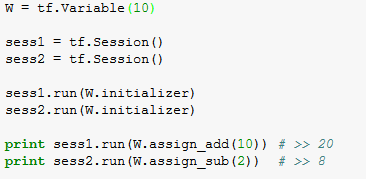 W = tf.Variable(10)
sess1 = tf.Session()
sess2 = tf.Session()
sess1.run(W.initializer)
sess2.run(W.initializer)
print sess1.run(W.assign_add(10)) # >> 20
print sess2.run(W.assign_sub(2)) # >> 8